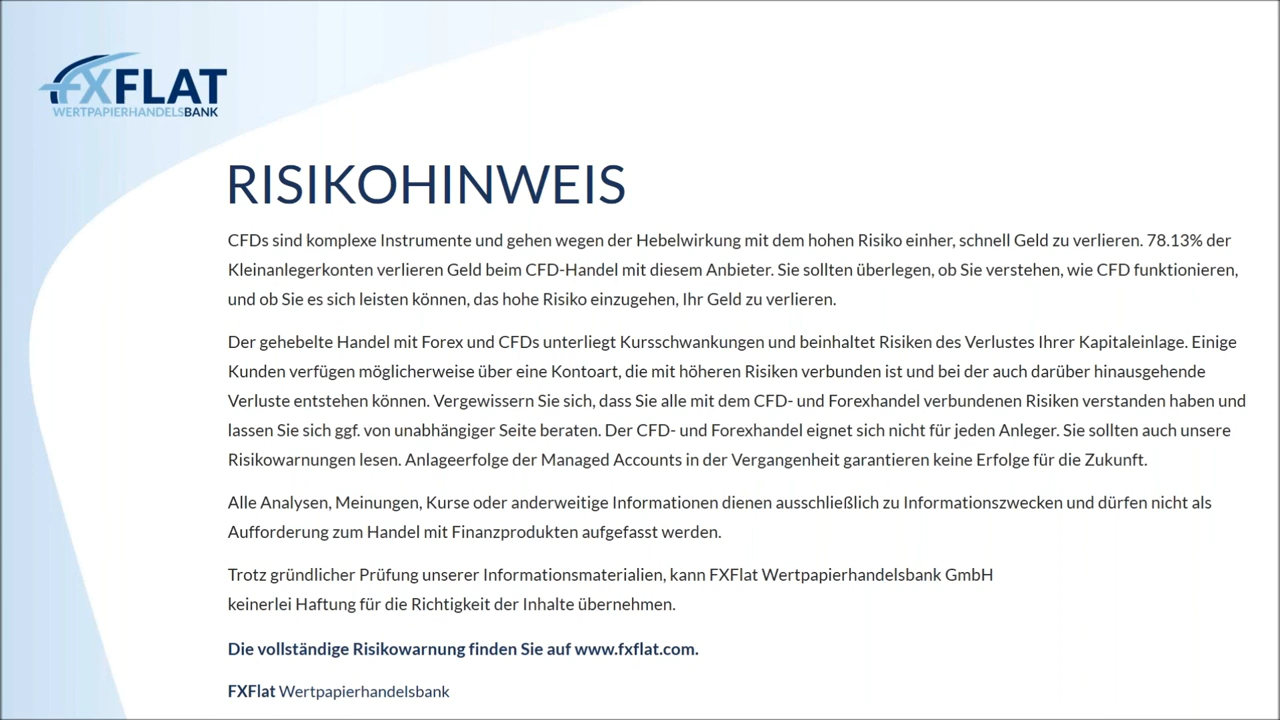 FXFLAT
WERTPAPIERHANDELSBANK
RISIKOHINWEIS
CFDs sind komplexe Instrumente und gehen wegen der Hebelwirkung mit dem hohen Risiko einher, schnell Geld zu verlieren. 78.13% der
Kleinanlegerkonten verlieren Geld beim CFD-Handel mit diesem Anbieter. Sie sollten überlegen, ob Sie verstehen, wie CFD funktionieren,
und ob Sie es sich leisten können, das hohe Risiko einzugehen, Ihr Geld zu verlieren.
Der gehebelte Handel mit Forex und CFDs unterliegt Kursschwankungen und beinhaltet Risiken des Verlustes Ihrer Kapitaleinlage. Einige
Kunden verfügen möglicherweise über eine Kontoart, die mit höheren Risiken verbunden ist und bei der auch darüber hinausgehende
Verluste entstehen können. Vergewissern Sie sich, dass Sie alle mit dem CFD- und Forexhandel verbundenen Risiken verstanden haben und
lassen Sie sich ggf. von unabhängiger Seite beraten. Der CFD- und Forexhandel eignet sich nicht für jeden Anleger. Sie sollten auch unsere
Risikowarnungen lesen. Anlageerfolge der Managed Accounts in der Vergangenheit garantieren keine Erfolge für die Zukunft.
Alle Analysen, Meinungen, Kurse oder anderweitige Informationen dienen ausschließlich zu Informationszwecken und dürfen nicht als
Aufforderung zum Handel mit Finanzprodukten aufgefasst werden.
Trotz gründlicher Prüfung unserer Informationsmaterialien, kann FXFlat Wertpapierhandelsbank GmbH
keinerlei Haftung für die Richtigkeit der Inhalte übernehmen.
Die vollständige Risikowarnung finden Sie auf www.fxflat.com.
FXFlat Wertpapierhandelsbank